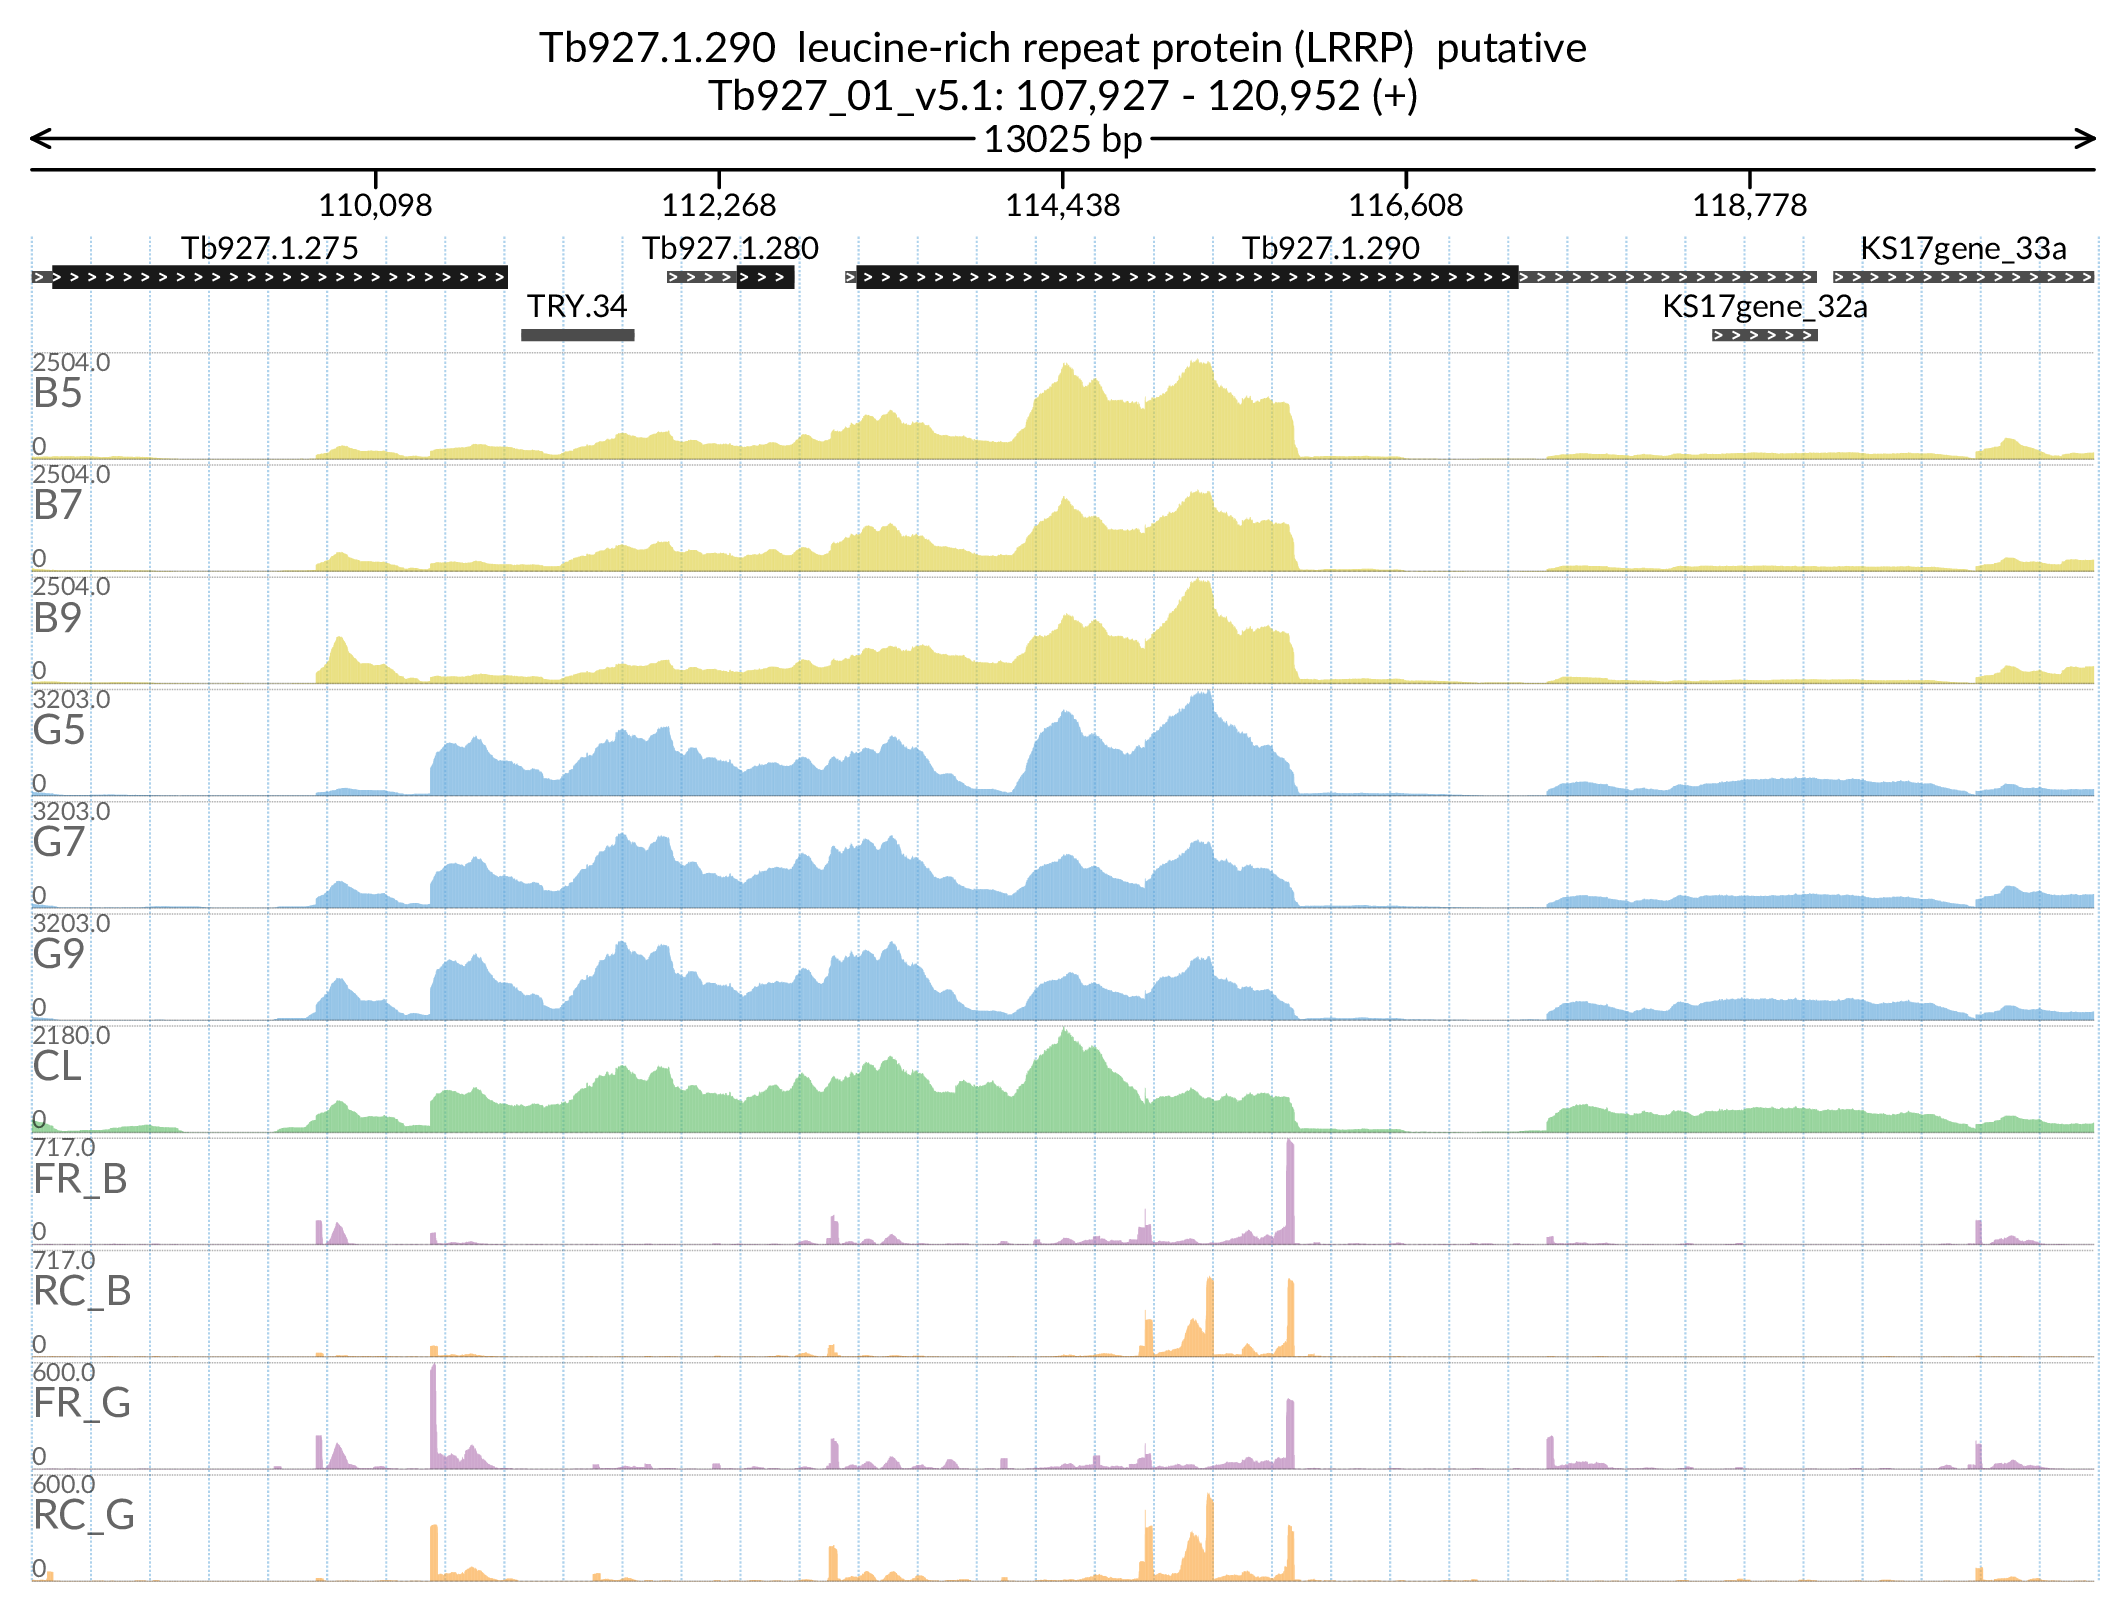 Tb927.1.290 leucine-rich repeat protein (LRRP) putative
Tb927_01_v5.1: 107,927 - 120,952 (+)
13025 bp
110,098 112,268 114,438 116,608 118,778
Tb927.1.275 Tb927.1.280 Tb927.1.290 KS17gene_33a
TRY.34 KS17gene_32a
2504.0
B5
0
2504.0
B7
0
2504.0
B9
0
3203.0
G5
0
3203.0
G7
0
3203.0
G9
0
2180.0
CL
0
717.0
FR_B
0
717.0
RC_B
0
600.0
FR_G
0
600.0
RC_G
0